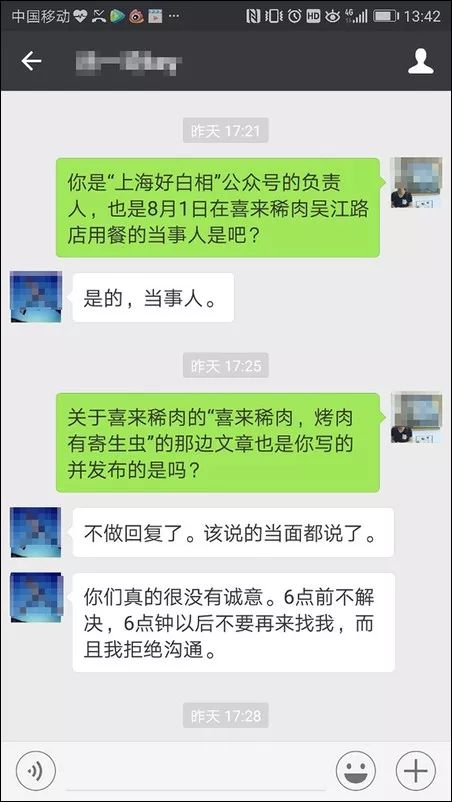 中国移动 ... 4G HD 13:42
昨天 17:21
你是“上海好白相”公众号的负责
人，也是8月1日在喜来稀肉吴江路
店用餐的当事人是吧？
是的，当事人。
昨天 17:25
关于喜来稀肉的“喜来稀肉，烤肉
有寄生虫”的那边文章也是你写的
并发布的是吗？
不做回复了。该说的当面都说了。
你们真的很没有诚意。6点前不解
决，6点钟以后不要再来找我，而
且我拒绝沟通。
昨天 17:28